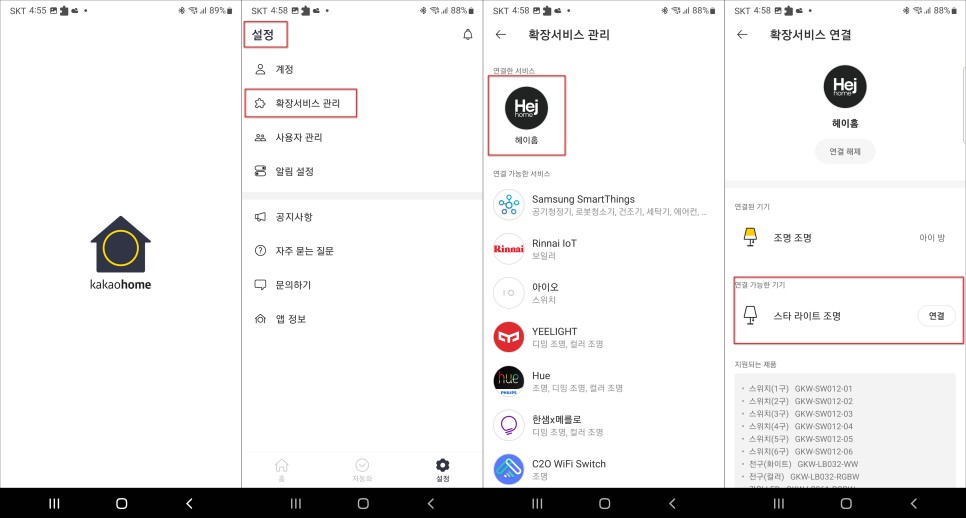 SKT 4:55
89%
kakaohome
SKT 4:58
88%
설정
계정
확장서비스 관리
사용자 관리
알림 설정
공지사항
자주 묻는 질문
문의하기
앱 정보
홈
자동화
설정
SKT 4:58
88%
확장서비스 관리
연결한 서비스
Hej
home
헤이홈
연결 가능한 서비스
Samsung SmartThings
공기청정기, 로봇청소기, 건조기, 세탁기, 에어컨, ...
Rinnai
Rinnai IoT
보일러
아이오
스위치
YEELIGHT
디밍 조명, 컬러 조명
hue
PHILIPS
Hue
조명, 디밍 조명, 컬러 조명
한샘x메를로
디밍 조명, 컬러 조명
C2O WiFi Switch
조명
SKT 4:58
88%
확장서비스 연결
Hej
home
헤이홈
연결 해제
연결된 기기
조명 조명
아이 방
연결 가능한 기기
스타 라이트 조명
연결
지원되는 제품
• 스위치(1구) GKW-SW012-01
• 스위치(2구) GKW-SW012-02
• 스위치(3구) GKW-SW012-03
• 스위치(4구) GKW-SW012-04
• 스위치(5구) GKW-SW012-05
• 스위치(6구) GKW-SW012-06
• 전구(화이트) GKW-LB032-WW
• 전구(컬러) GKW-LB032-RGBW